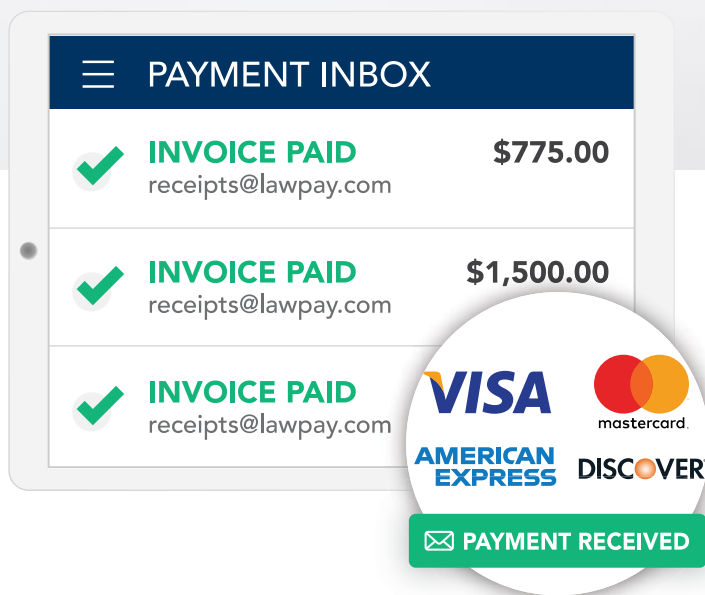 PAYMENT INBOX
INVOICE PAID $775.00
receipts@lawpay.com
INVOICE PAID $1,500.00
receipts@lawpay.com
INVOICE PAID
receipts@lawpay.com
VISA
mastercard.
AMERICAN
EXPRESS
DISCOVER
PAYMENT RECEIVED